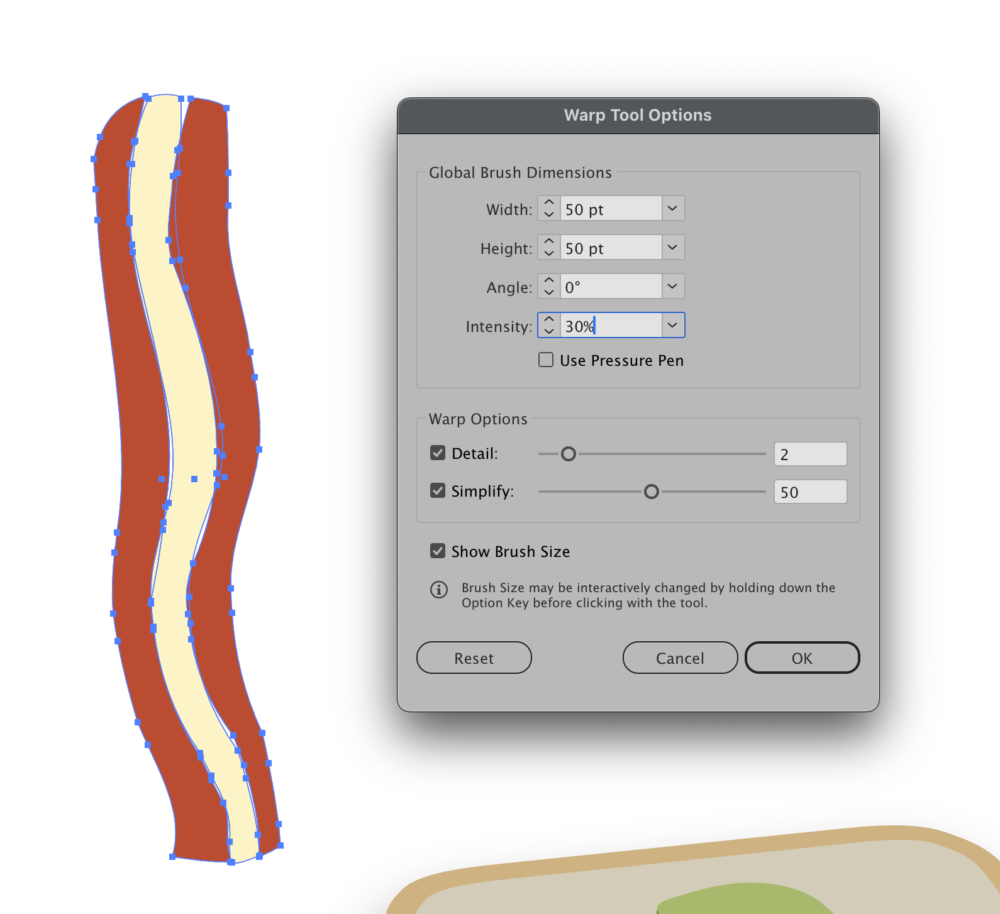 Warp Tool Options
Global Brush Dimensions
Width: 50 pt
Height: 50 pt
Angle: 0°
Intensity: 30%
Use Pressure Pen
Warp Options
Detail: 2
Simplify: 50
Show Brush Size
Brush Size may be interactively changed by holding down the
Option Key before clicking with the tool.
Reset Cancel OK